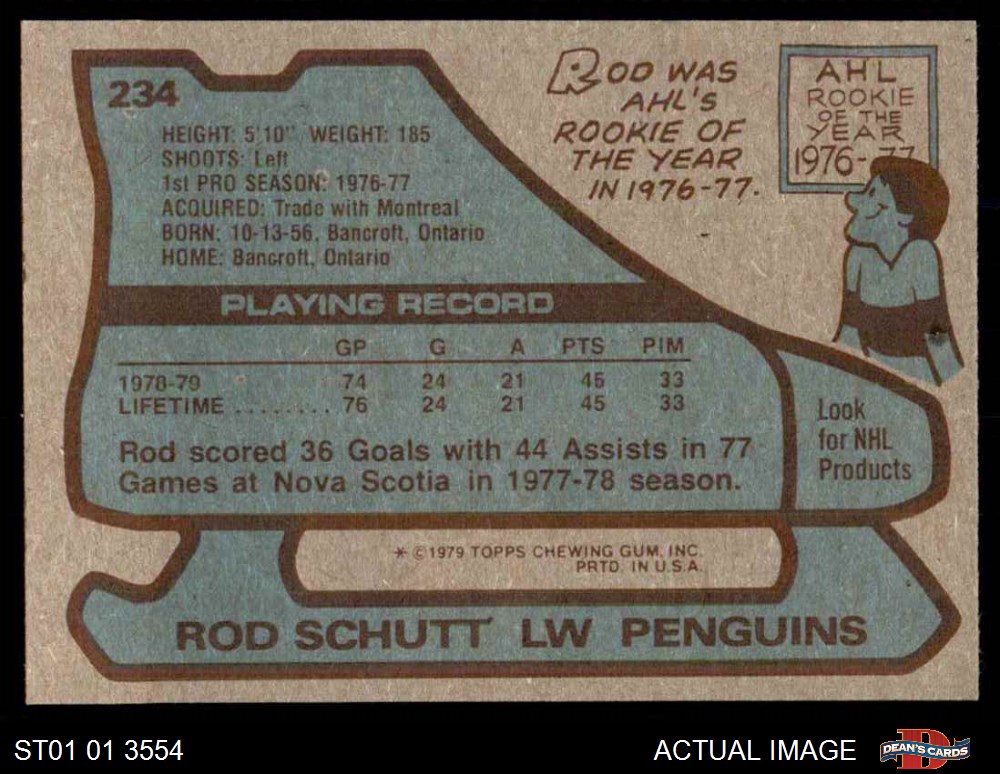 234
HEIGHT: 5'10" WEIGHT: 185
SHOOTS: Left
1st PRO SEASON: 1976-77
ACQUIRED: Trade with Montreal
BORN: 10-13-56, Bancroft, Ontario
HOME: Bancroft, Ontario
ROD WAS
AHL'S
ROOKIE OF
THE YEAR
IN 1976-77.
AHL
ROOKIE
OF THE
YEAR
1976-77
PLAYING RECORD
GP G A PTS PIM
1978-79 74 24 21 45 33
LIFETIME ........ 76 24 21 45 33
Rod scored 36 Goals with 44 Assists in 77
Games at Nova Scotia in 1977-78 season.
Look
for NHL
Products
* ©1979 TOPPS CHEWING GUM, INC.
PRTD. IN U.S.A.
ROD SCHUTT LW PENGUINS
ST01 01 3554
ACTUAL IMAGE
DEAN'S CARDS